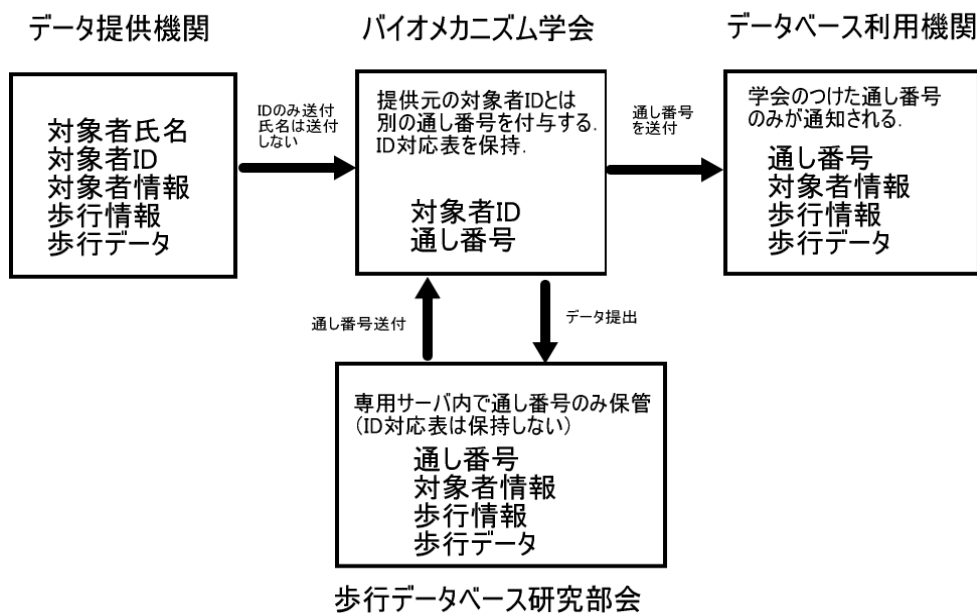 データ提供機関
バイオメカニズム学会
データベース利用機関
対象者氏名
対象者ID
対象者情報
歩行情報
歩行データ
IDのみ送付
氏名は送付
しない
提供元の対象者IDとは
別の通し番号を付与する.
ID対応表を保持.
対象者ID
通し番号
通し番号
を送付
学会のつけた通し番号
のみが通知される.
通し番号
対象者情報
歩行情報
歩行データ
通し番号送付
データ提出
専用サーバ内で通し番号のみ保管
(ID対応表は保持しない)
通し番号
対象者情報
歩行情報
歩行データ
歩行データベース研究部会